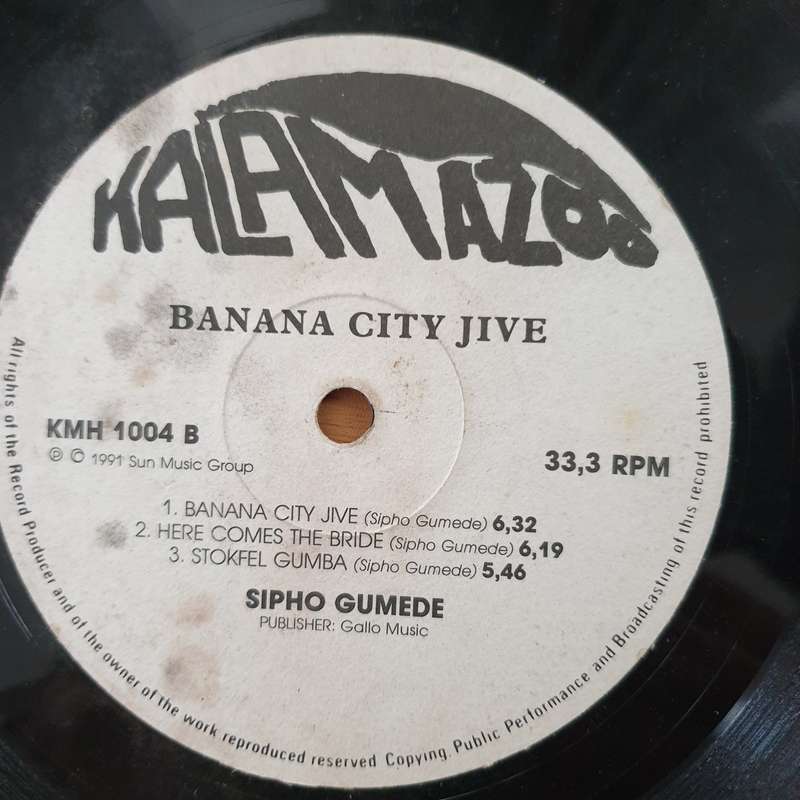 KALAMAZOO
BANANA CITY JIVE
KMH 1004 B
℗ © 1991 Sun Music Group
33,3 RPM
1. BANANA CITY JIVE (Sipho Gumede) 6,32
2. HERE COMES THE BRIDE (Sipho Gumede) 6,19
3. STOKFEL GUMBA (Sipho Gumede) 5,46
SIPHO GUMEDE
PUBLISHER: Gallo Music
All rights of the Record Producer and of the owner of the work reproduced reserved Copying, Public Performance and Broadcasting of this record prohibited